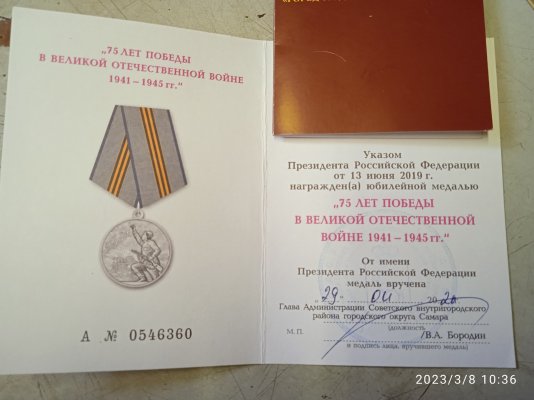 „75 ЛЕТ ПОБЕДЫ
В ВЕЛИКОЙ ОТЕЧЕСТВЕННОЙ ВОЙНЕ
1941 – 1945 гг.“
А № 0546360
Указом
Президента Российской Федерации
от 13 июня 2019 г.
награжден(а) юбилейной медалью
„75 ЛЕТ ПОБЕДЫ
В ВЕЛИКОЙ ОТЕЧЕСТВЕННОЙ
ВОЙНЕ 1941 – 1945 гг.“
От имени
Президента Российской Федерации
медаль вручена
„29“ 04 2020
Глава Администрации Советского внутригородского
района городского округа Самара
(должность
М. П.
/В.А. Бородин
и подпись лица, вручившего медаль)
2023/3/8 10:36